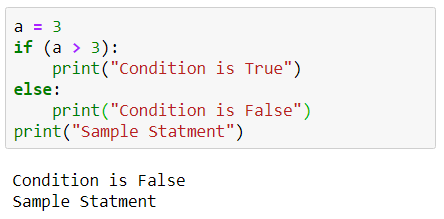 a = 3
if (a > 3):
    print("Condition is True")
else:
    print("Condition is False")
print("Sample Statment")
Condition is False
Sample Statment